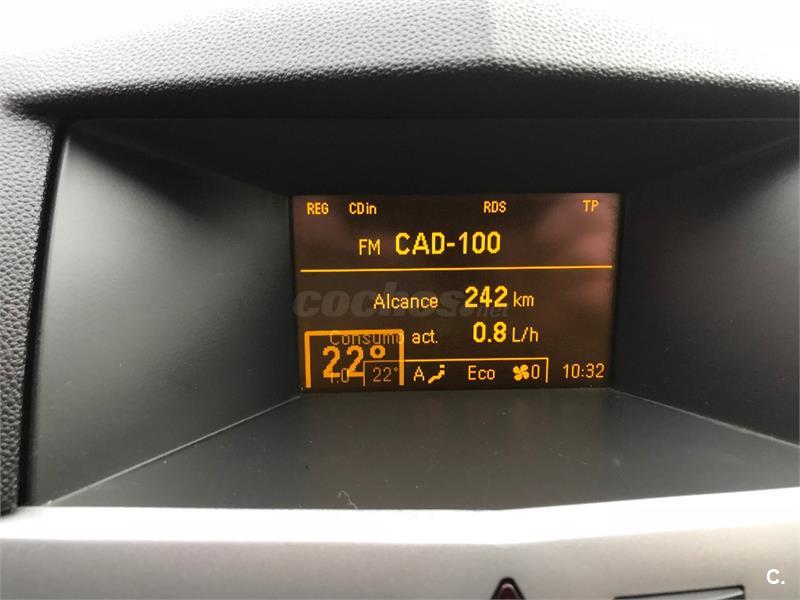 REG CDin RDS TP
FM CAD-100
coches.net
Alcance 242 km
Consumo act. 0.8 L/h
22°
22° A Eco 0 10:32
C.